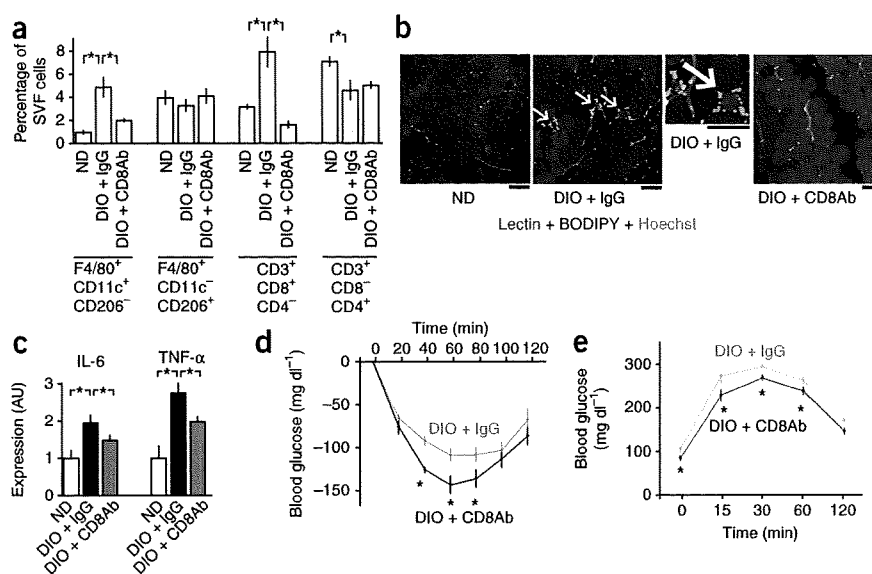 a
Percentage of
SVF cells
8
6
4
2
0
* * * * *
ND
DIO + IgG
DIO + CD8Ab
ND
DIO + IgG
DIO + CD8Ab
ND
DIO + IgG
DIO + CD8Ab
ND
DIO + IgG
DIO + CD8Ab
F4/80+ F4/80+ CD3+ CD3+
CD11c+ CD11c− CD8+ CD8−
CD206− CD206+ CD4− CD4+
b
DIO + IgG
ND DIO + IgG DIO + CD8Ab
Lectin + BODIPY + Hoechst
c
IL-6 TNF-α
Expression (AU)
3
2
1
0
* * * *
ND
DIO + IgG
DIO + CD8Ab
ND
DIO + IgG
DIO + CD8Ab
d
Time (min)
0 20 40 60 80 100 120
Blood glucose (mg dl−1)
0
−50
−100
−150
DIO + IgG
* * *
DIO + CD8Ab
e
Blood glucose
(mg dl−1)
300
200
100
0
DIO + IgG
DIO + CD8Ab
* * * *
0 15 30 60 120
Time (min)